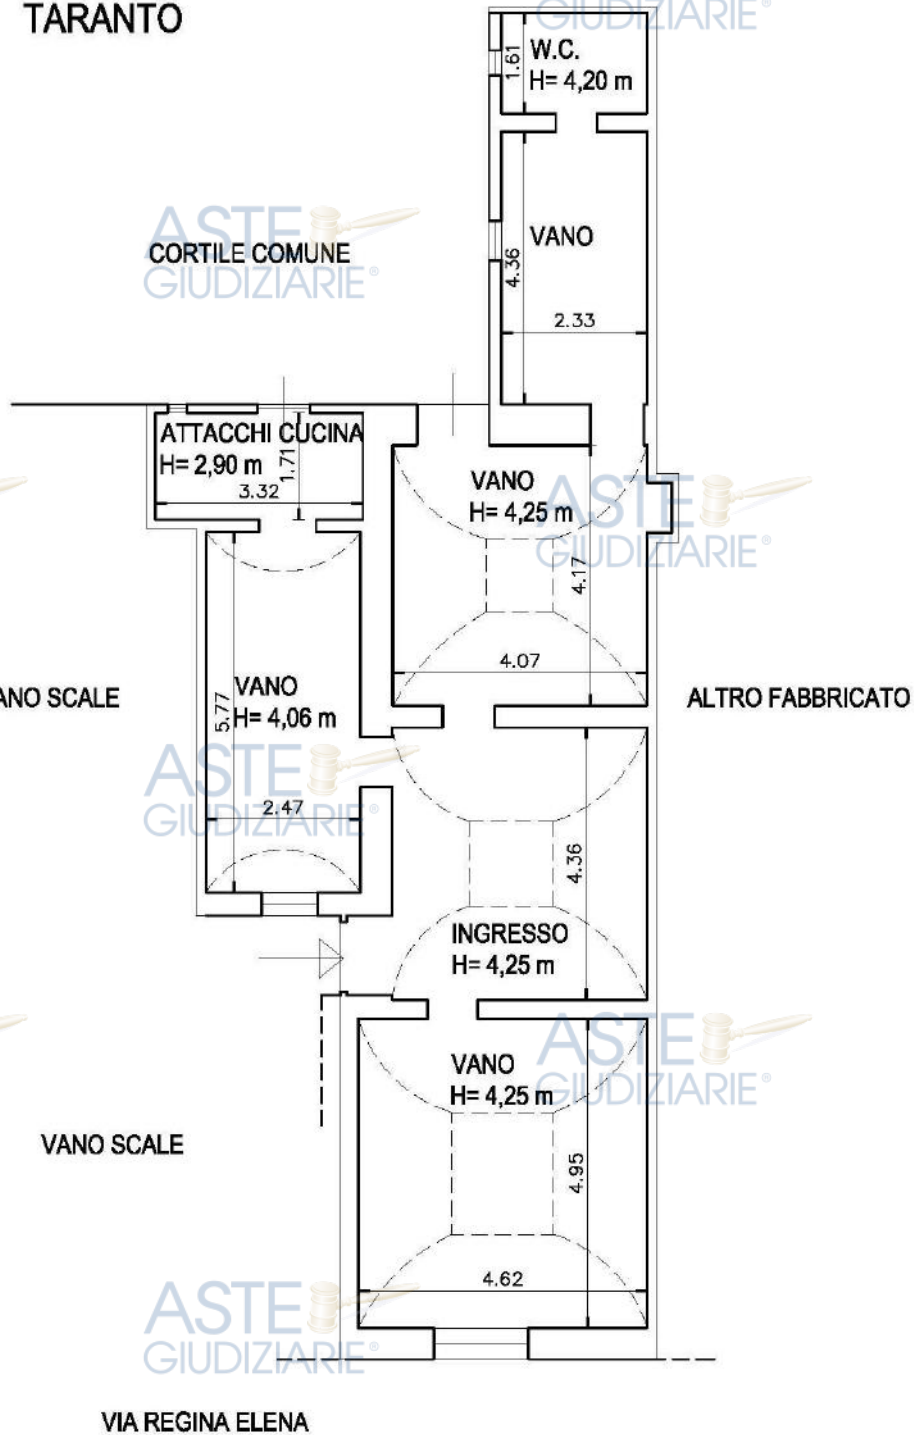 TARANTO
GIUDIZIARIE®
W.C.
H= 4,20 m
1.61
ASTE
CORTILE COMUNE
GIUDIZIARIE®
VANO
4.36
2.33
ATTACCHI CUCINA
H= 2,90 m
1.71
3.32
VANO
H= 4,25 m
ASTE
GIUDIZIARIE®
4.17
4.07
ANO SCALE
VANO
H= 4,06 m
5.77
ALTRO FABBRICATO
ASTE
GIUDIZIARIE®
2.47
4.36
INGRESSO
H= 4,25 m
VANO
H= 4,25 m
ASTE
GIUDIZIARIE®
VANO SCALE
4.95
4.62
ASTE
GIUDIZIARIE®
VIA REGINA ELENA